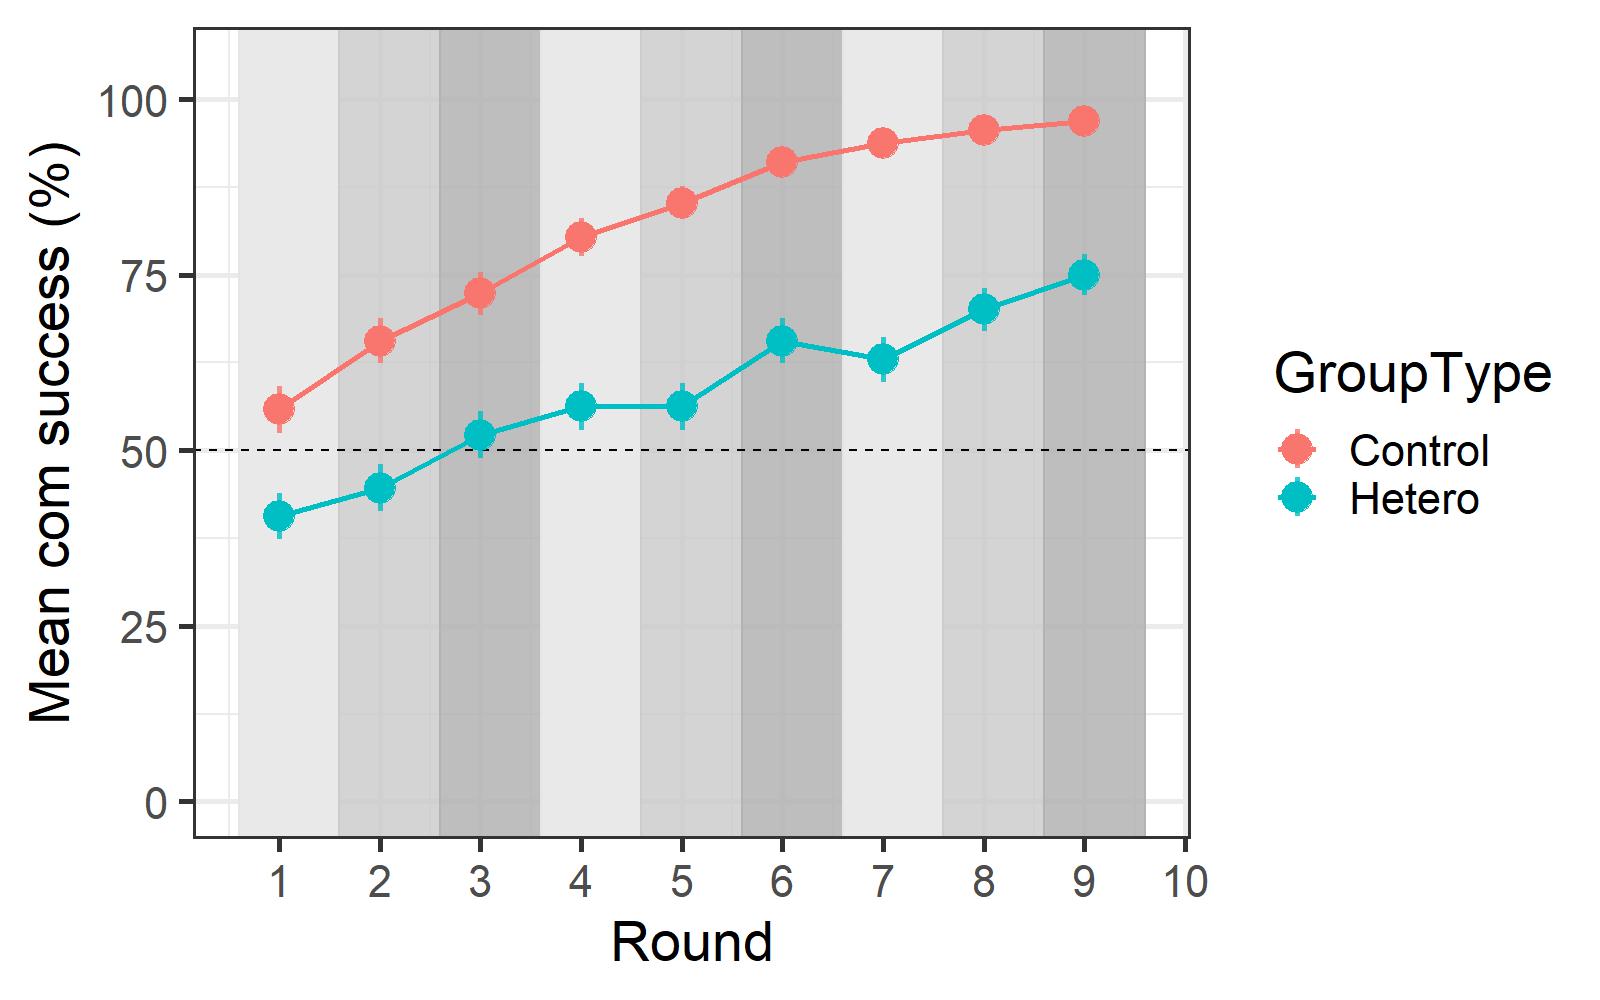 Mean com success (%)
100
75
50
25
0
1 2 3 4 5 6 7 8 9 10
Round
GroupType
Control
Hetero